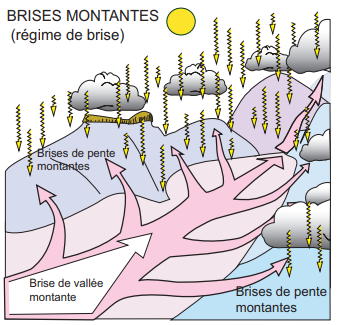 BRISES MONTANTES
(régime de brise)
Brises de pente
montantes
Brise de vallée
montante
Brises de pente
montantes